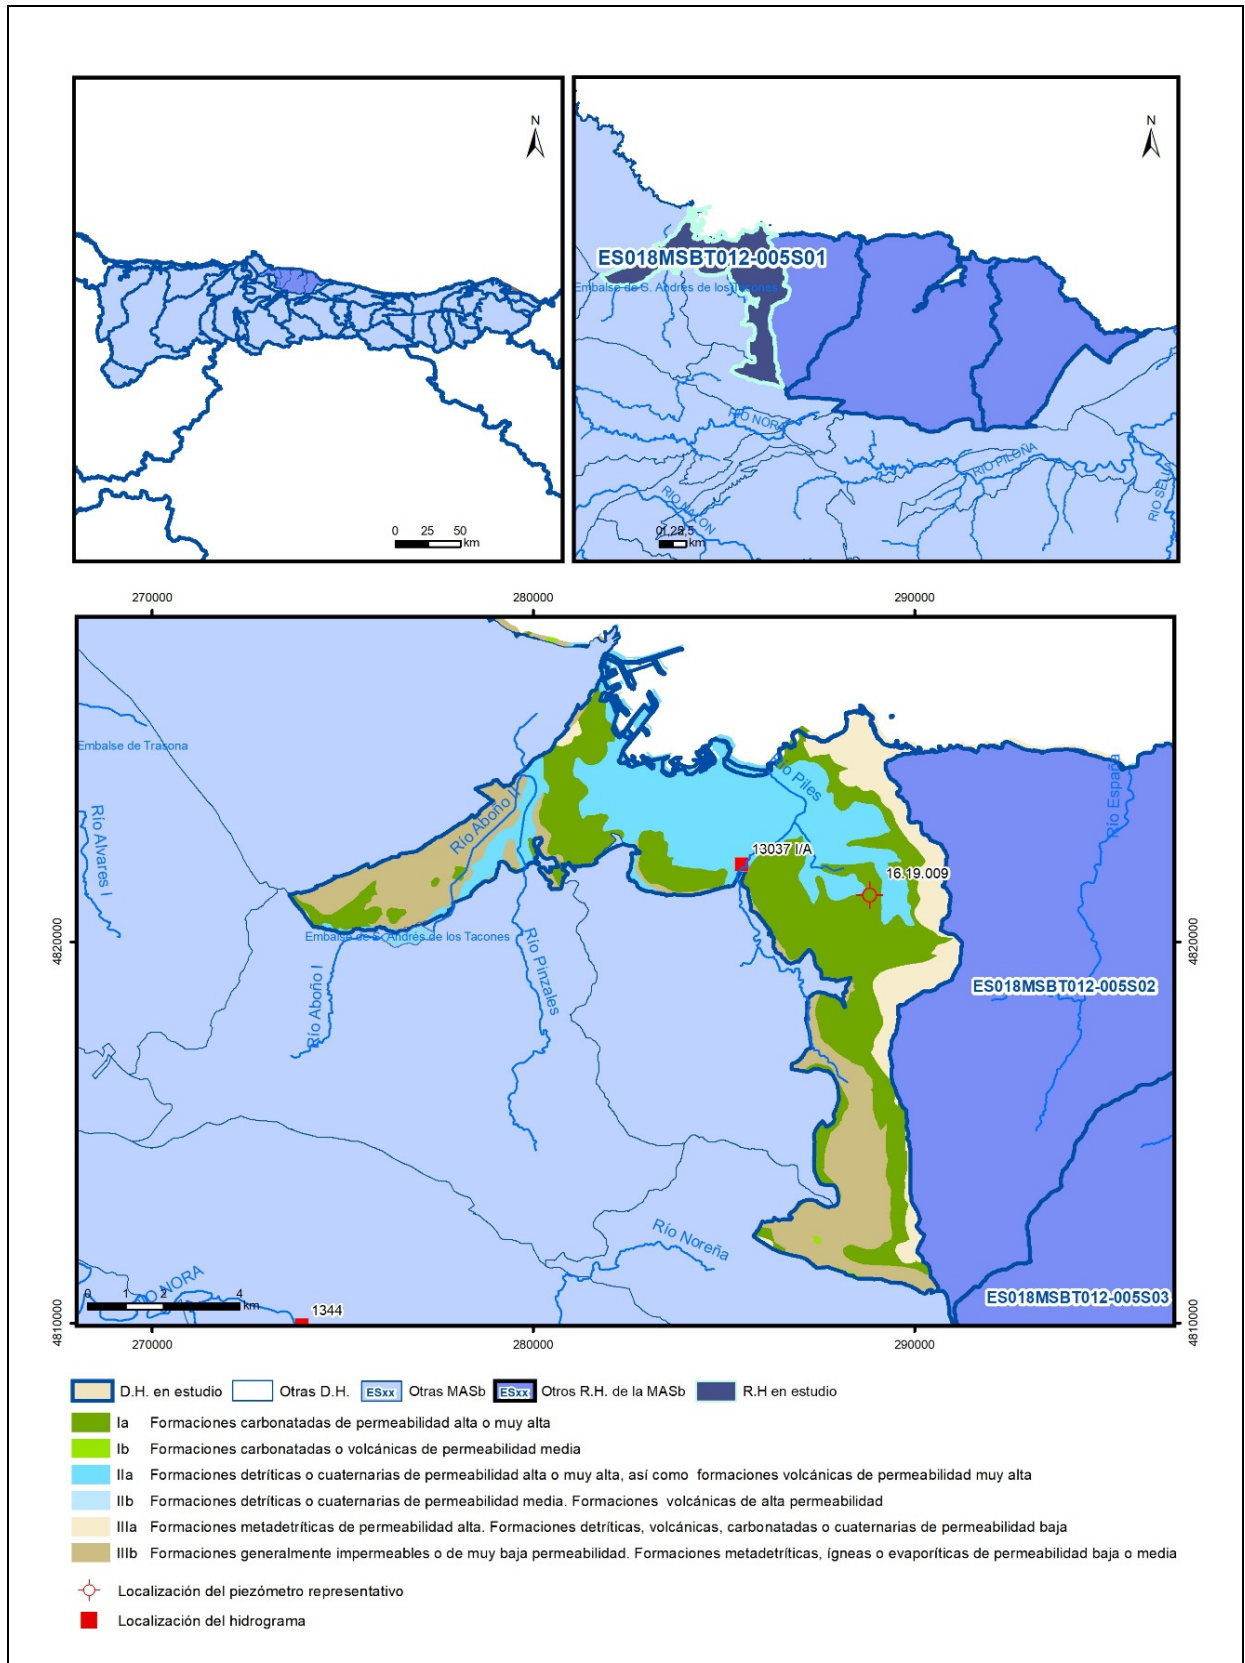 N
0 25 50
km
N
ES018MSBT012-005S01
Embalse de S. Andrés de los Tacones
RÍO NORA
RÍO PILOÑA
RÍO NALÓN
RÍO SELLA
km
270000 280000 290000
Embalse de Trasona
Río Alvares I
Río Aboño II
Río Piles
Río España
13037 I/A
16.19.009
4820000
4820000
Embalse de S. Andrés de los Tacones
Río Aboño I
Río Pinzales
ES018MSBT012-005S02
Río Noreña
RÍO NORA
0 1 2 4
km
1344
ES018MSBT012-005S03
4810000
4810000
270000 280000 290000
D.H. en estudio Otras D.H. ESxx Otras MASb ESxx Otros R.H. de la MASb R.H en estudio
Ia Formaciones carbonatadas de permeabilidad alta o muy alta
Ib Formaciones carbonatadas o volcánicas de permeabilidad media
IIa Formaciones detríticas o cuaternarias de permeabilidad alta o muy alta, así como formaciones volcánicas de permeabilidad muy alta
IIb Formaciones detríticas o cuaternarias de permeabilidad media. Formaciones volcánicas de alta permeabilidad
IIIa Formaciones metadetríticas de permeabilidad alta. Formaciones detríticas, volcánicas, carbonatadas o cuaternarias de permeabilidad baja
IIIb Formaciones generalmente impermeables o de muy baja permeabilidad. Formaciones metadetríticas, ígneas o evaporíticas de permeabilidad baja o media
Localización del piezómetro representativo
Localización del hidrograma